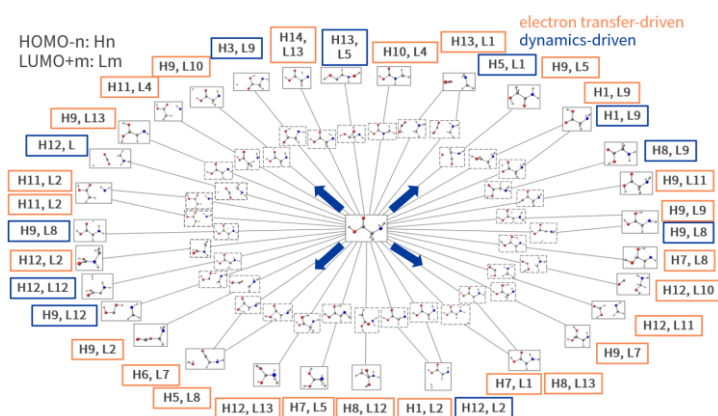 electron transfer-driven
dynamics-driven
HOMO-n: Hn
LUMO+m: Lm
H3, L9
H14, L13
H13, L5
H10, L4
H13, L1
H5, L1
H9, L5
H1, L9
H1, L9
H8, L9
H9, L11
H9, L9
H9, L8
H7, L8
H12, L10
H12, L11
H9, L7
H8, L13
H7, L1
H12, L2
H1, L2
H8, L12
H7, L5
H12, L13
H5, L8
H6, L7
H9, L2
H9, L12
H12, L12
H12, L2
H9, L8
H11, L2
H11, L2
H12, L
H9, L13
H11, L4
H9, L10